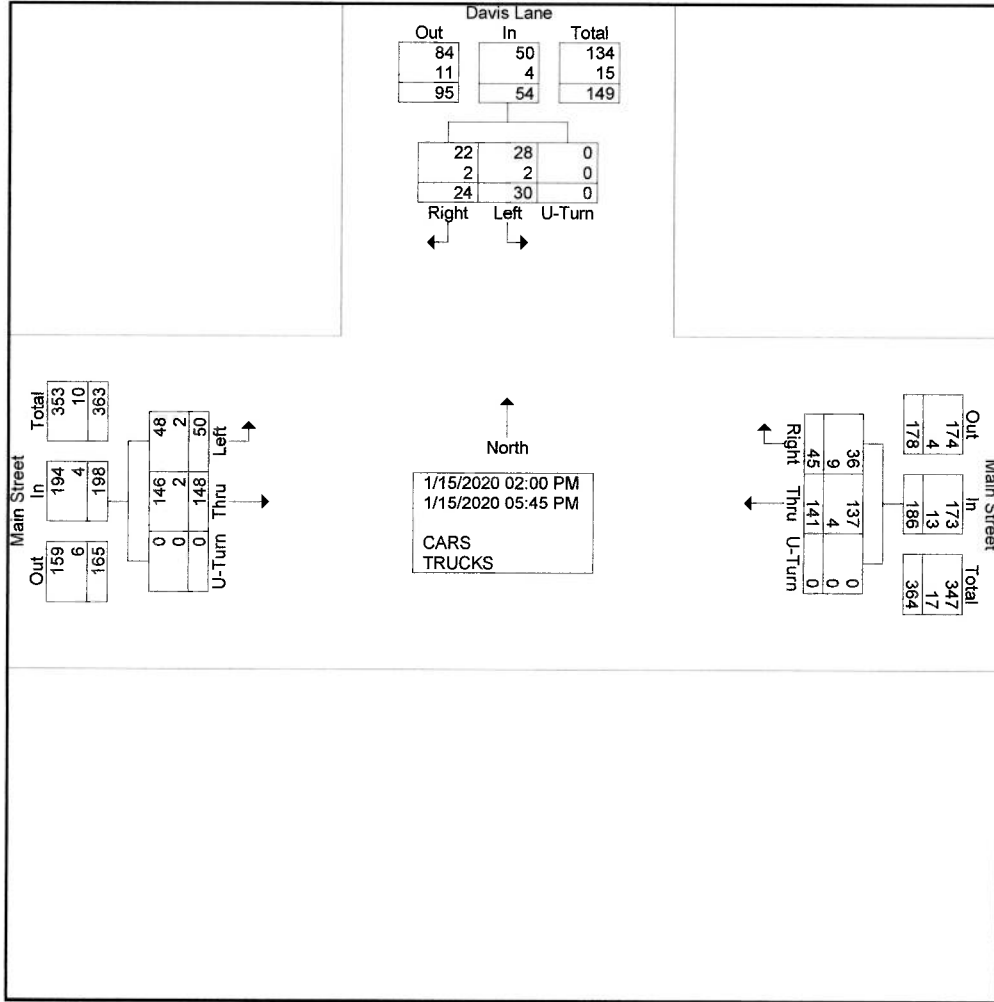 Davis Lane
Out In Total
84 50 134
11 4 15
95 54 149
22 28 0
2 2 0
24 30 0
Right Left U-Turn
Main Street
Total In Out
353 194 159
10 4 6
363 198 165
48 146 0
2 2 0
50 148 0
Left Thru U-Turn
North
1/15/2020 02:00 PM
1/15/2020 05:45 PM
CARS
TRUCKS
Main Street
Out In Total
174 173 347
4 13 17
178 186 364
36 137 0
9 4 0
45 141 0
Right Thru U-Turn